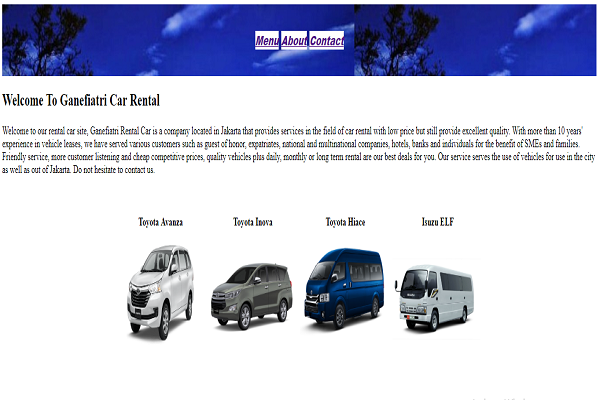 Menu About Contact
Welcome To Ganefiatri Car Rental
Welcome to our rental car site, Ganefiatri Rental Car is a company located in Jakarta that provides services in the field of car rental with low price but still provide excellent quality. With more than 10 years'
experience in vehicle leases, we have served various customers such as guest of honor, expatriates, national and multinational companies, hotels, banks and individuals for the benefit of SMEs and families.
Friendly service, more customer listening and cheap competitive prices, quality vehicles plus daily, monthly or long term rental are our best deals for you. Our service serves the use of vehicles for use in the city
as well as out of Jakarta. Do not hesitate to contact us.
Toyota Avanza Toyota Inova Toyota Hiace Isuzu ELF